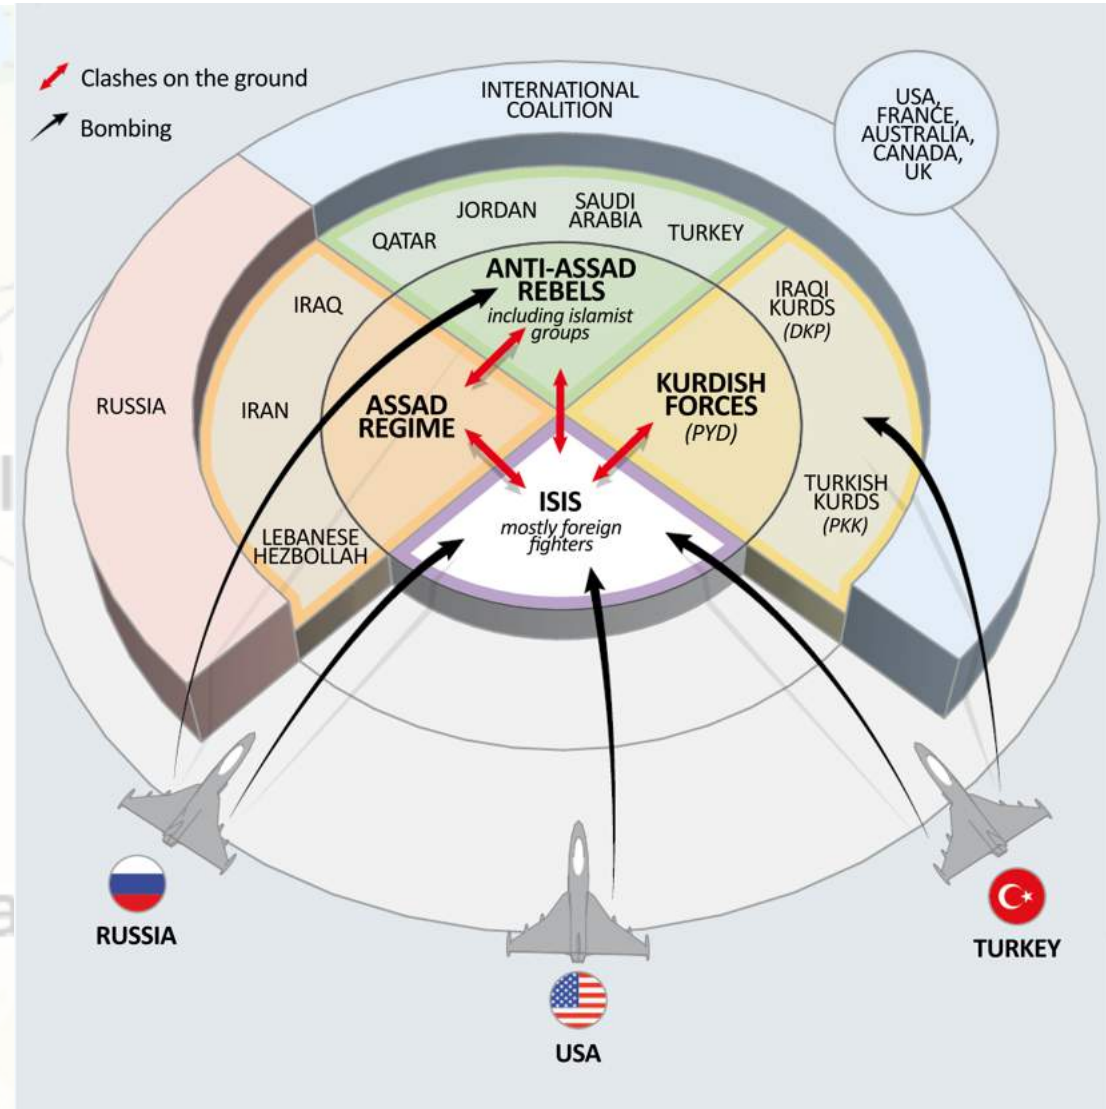 Clashes on the ground
Bombing
INTERNATIONAL
COALITION
USA,
FRANCE,
AUSTRALIA,
CANADA,
UK
QATAR
JORDAN
SAUDI
ARABIA
TURKEY
ANTI-ASSAD
REBELS
including islamist
groups
IRAQ
IRAN
LEBANESE
HEZBOLLAH
RUSSIA
ASSAD
REGIME
KURDISH
FORCES
(PYD)
IRAQI
KURDS
(DKP)
TURKISH
KURDS
(PKK)
ISIS
mostly foreign
fighters
RUSSIA
USA
TURKEY